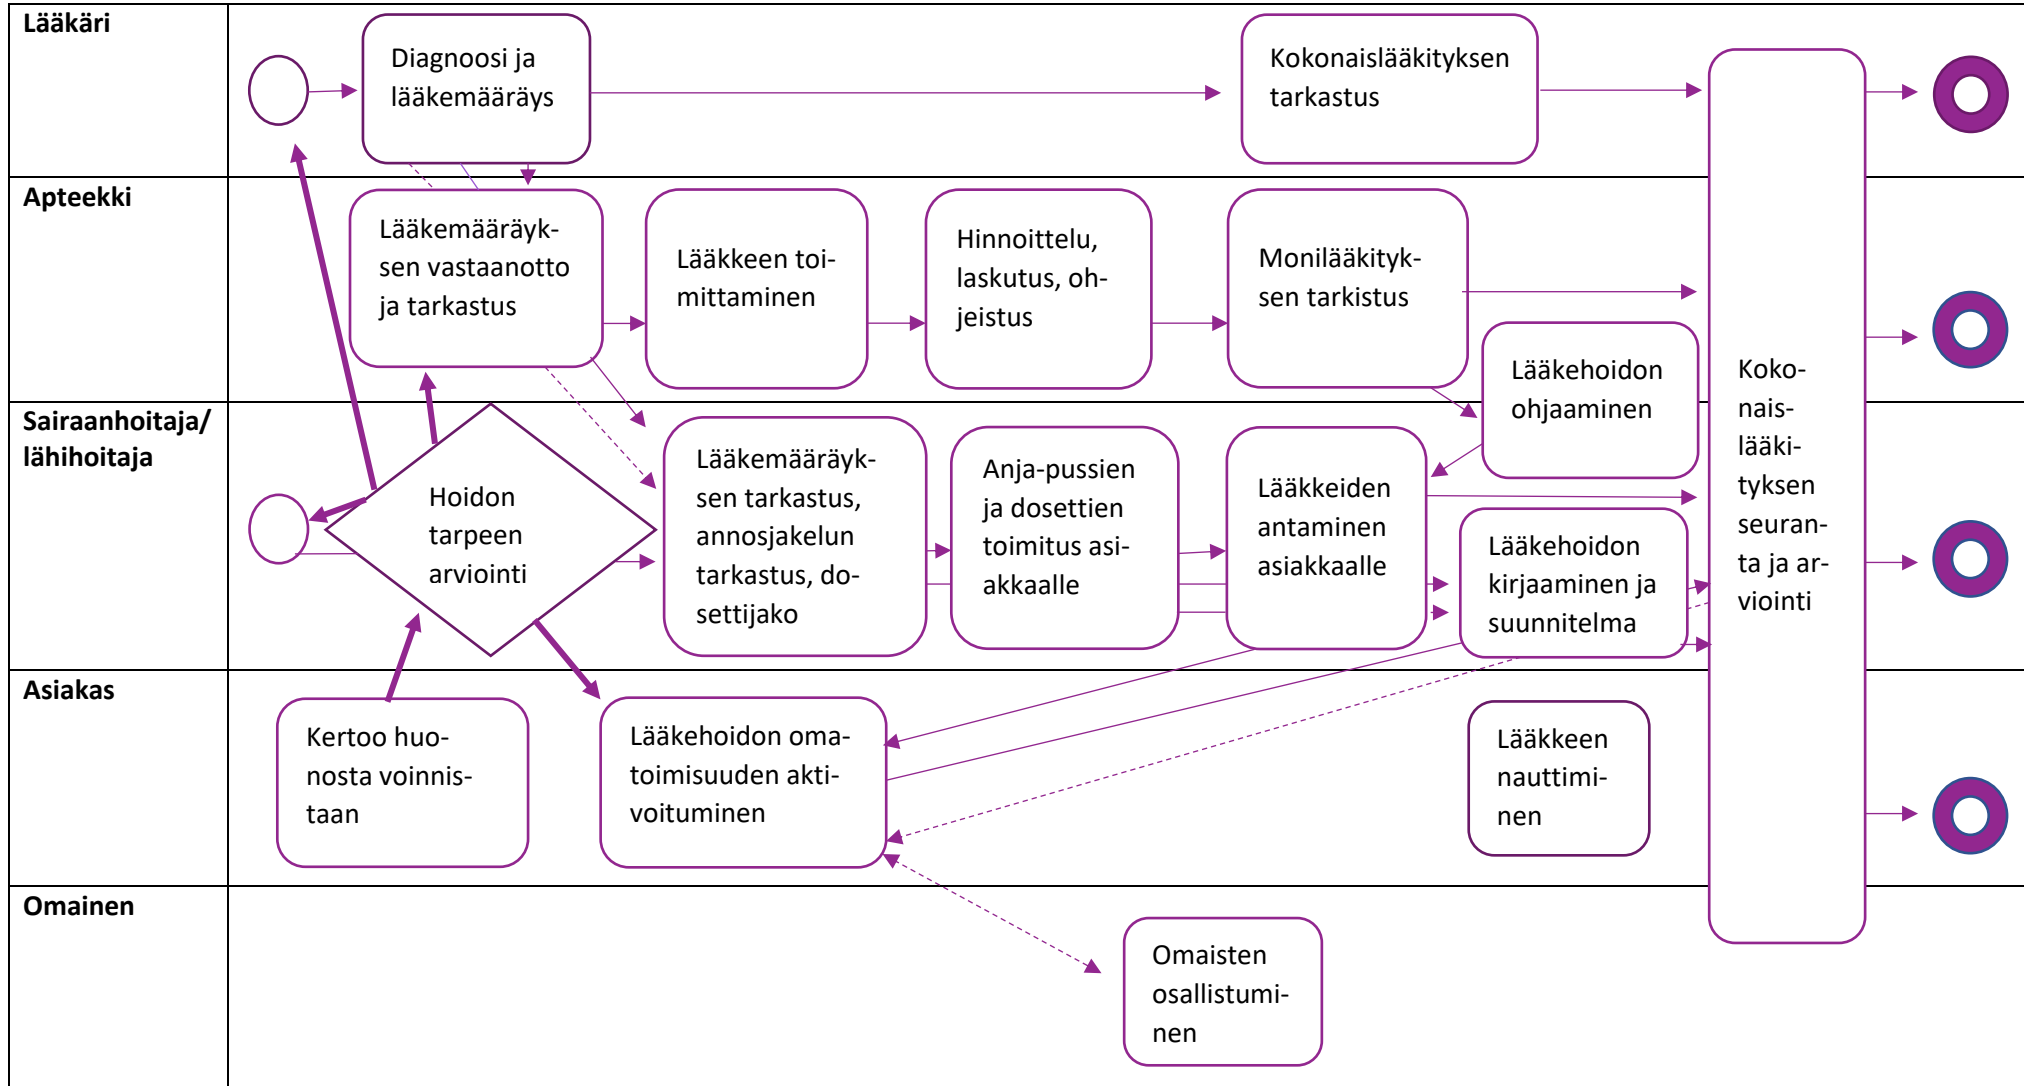 Lääkäri
Diagnoosi ja
lääkemääräys
Kokonaislääkityksen
tarkastus
Apteekki
Lääkemääräyk-
sen vastaanotto
ja tarkastus
Lääkkeen toi-
mittaminen
Hinnoittelu,
laskutus, oh-
jeistus
Monilääkityk-
sen tarkistus
Lääkehoidon
ohjaaminen
Koko-
nais-
lääki-
tyksen
seuran-
ta ja ar-
viointi
Sairaanhoitaja/
lähihoitaja
Hoidon
tarpeen
arviointi
Lääkemääräyk-
sen tarkastus,
annosjakelun
tarkastus, do-
settijako
Anja-pussien
ja dosettien
toimitus asi-
akkaalle
Lääkkeiden
antaminen
asiakkaalle
Lääkehoidon
kirjaaminen ja
suunnitelma
Asiakas
Kertoo huo-
nosta voinnis-
taan
Lääkehoidon oma-
toimisuuden akti-
voituminen
Lääkkeen
nauttimi-
nen
Omainen
Omaisten
osallistumi-
nen